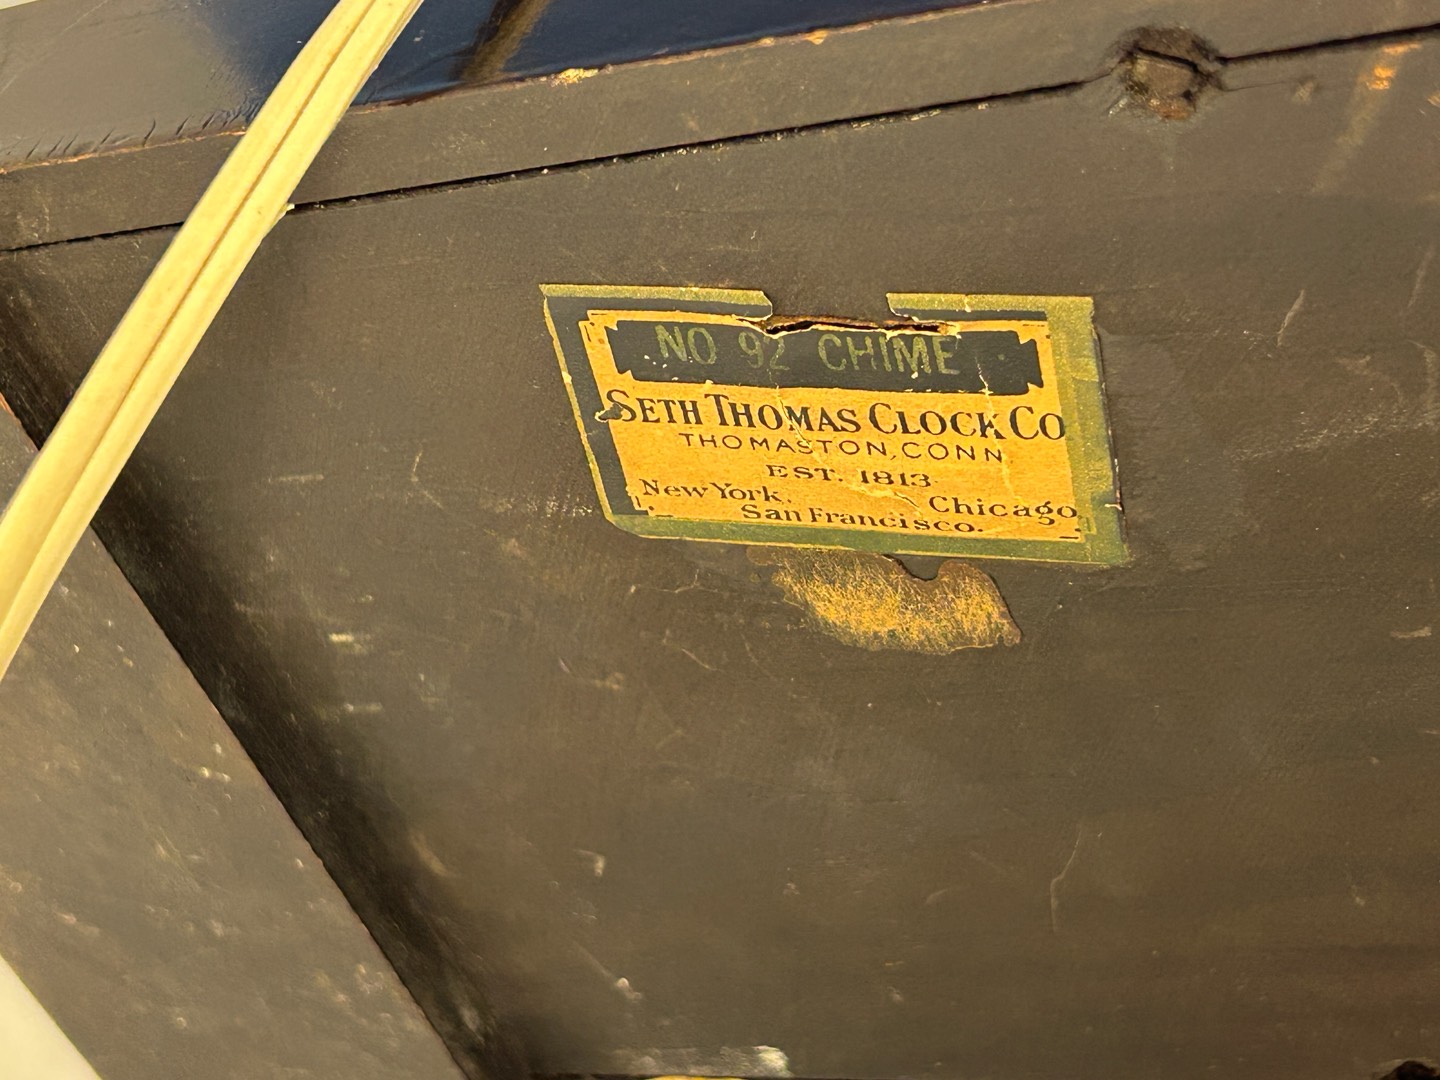 NO 92 CHIME
SETH THOMAS CLOCK CO
THOMASTON, CONN
EST. 1813
New York. Chicago
San Francisco.